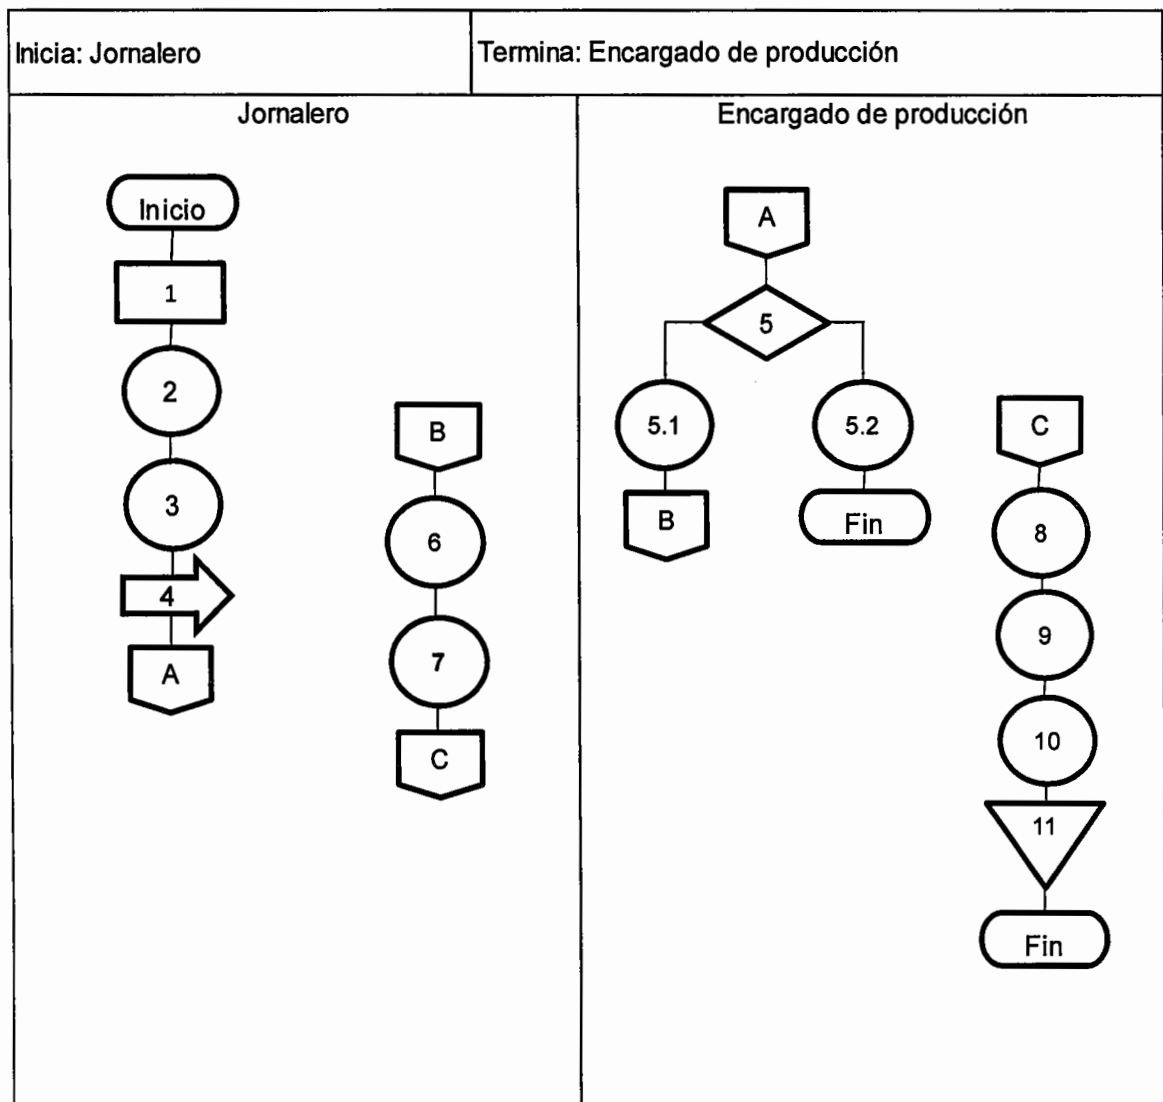 Inicia: Jornalero
Termina: Encargado de producción
Jornalero
Encargado de producción
Inicio
1
2
3
4
A
B
6
7
C
A
5
5.1
5.2
B
Fin
C
8
9
10
11
Fin